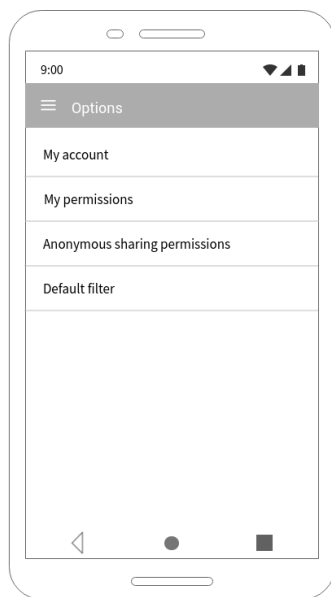 9:00
Options
My account
My permissions
Anonymous sharing permissions
Default filter